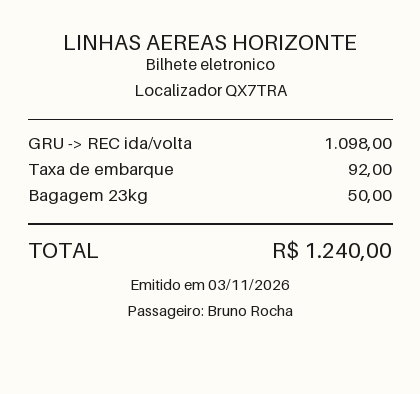 LINHAS AEREAS HORIZONTE
Bilhete eletronico
Localizador QX7TRA
GRU -> REC ida/volta 1.098,00
Taxa de embarque 92,00
Bagagem 23kg 50,00
TOTAL R$ 1.240,00
Emitido em 03/11/2026
Passageiro: Bruno Rocha